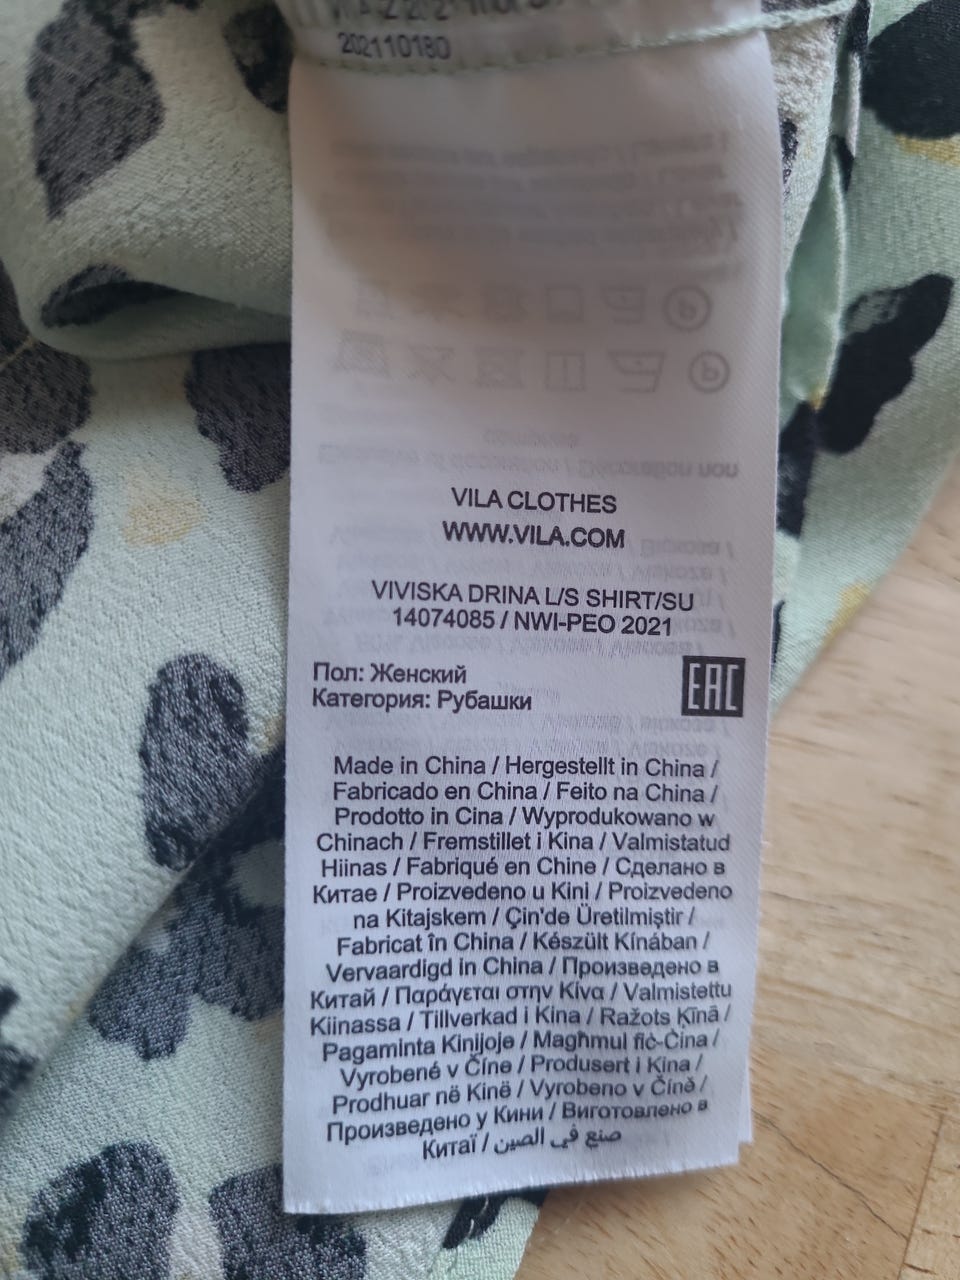 202110180
VILA CLOTHES
WWW.VILA.COM
VIVISKA DRINA L/S SHIRT/SU
14074085 / NWI-PEO 2021
Пол: Женский
Категория: Рубашки
EAC
Made in China / Hergestellt in China /
Fabricado en China / Feito na China /
Prodotto in Cina / Wyprodukowano w
Chinach / Fremstillet i Kina / Valmistatud
Hiinas / Fabriqué en Chine / Сделано в
Китае / Proizvedeno u Kini / Proizvedeno
na Kitajskem / Çin'de Üretilmiştir /
Fabricat în China / Készült Kínában /
Vervaardigd in China / Произведено в
Китай / Παράγεται στην Κίνα / Valmistettu
Kiinassa / Tillverkad i Kina / Ražots Ķīnā /
Pagaminta Kinijoje / Magħmul fiċ-Ċina /
Vyrobené v Číne / Produsert i Kina /
Prodhuar në Kinë / Vyrobeno v Číně /
Произведено у Кини / Виготовлено в
Китаї / صنع في الصين